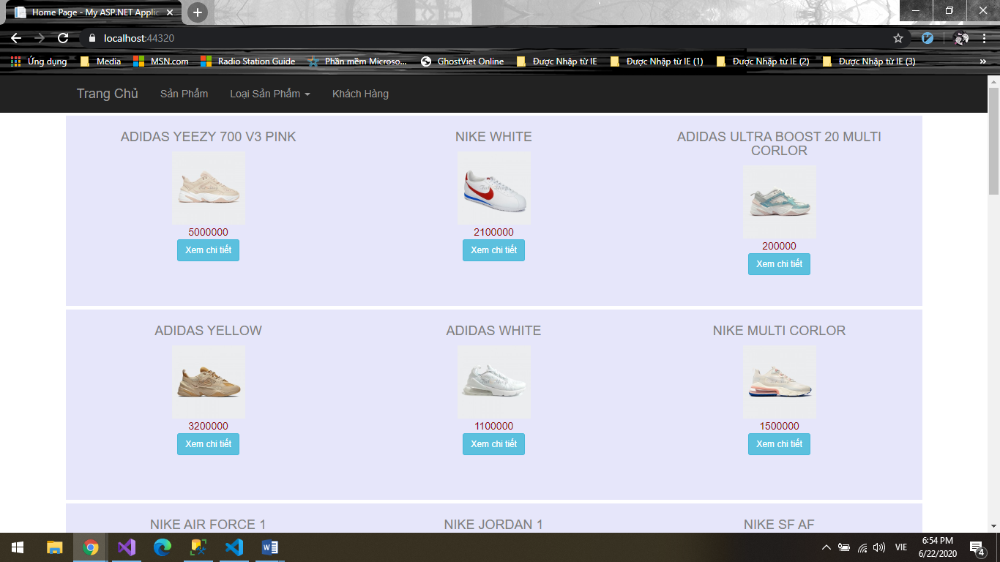 Home Page - My ASP.NET Applic
localhost:44320
Ứng dụng
Media
MSN.com
Radio Station Guide
Phần mềm Microso...
GhostViet Online
Được Nhập từ IE
Được Nhập từ IE (1)
Được Nhập từ IE (2)
Được Nhập từ IE (3)
»
Trang Chủ
Sản Phẩm
Loại Sản Phẩm
Khách Hàng
ADIDAS YEEZY 700 V3 PINK
5000000
Xem chi tiết
NIKE WHITE
2100000
Xem chi tiết
ADIDAS ULTRA BOOST 20 MULTI
CORLOR
200000
Xem chi tiết
ADIDAS YELLOW
3200000
Xem chi tiết
ADIDAS WHITE
1100000
Xem chi tiết
NIKE MULTI CORLOR
1500000
Xem chi tiết
NIKE AIR FORCE 1
NIKE JORDAN 1
NIKE SF AF
VIE
6:54 PM
6/22/2020
4